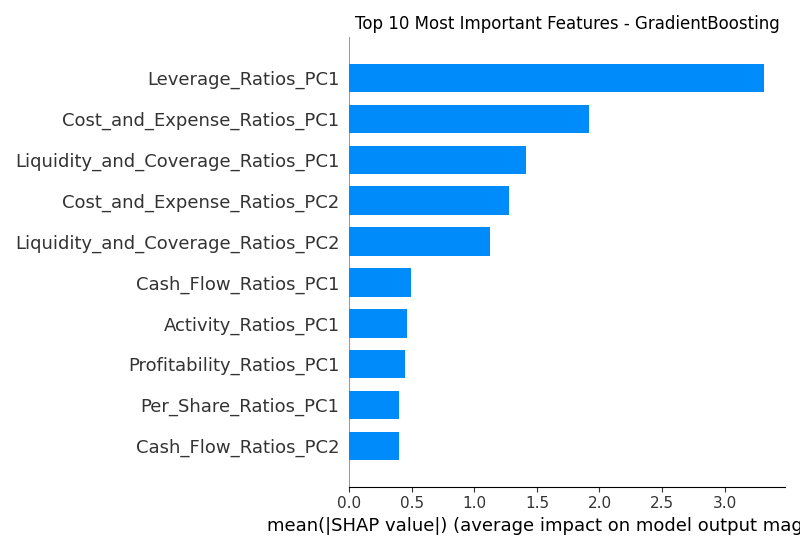 Top 10 Most Important Features - GradientBoosting
Leverage_Ratios_PC1
Cost_and_Expense_Ratios_PC1
Liquidity_and_Coverage_Ratios_PC1
Cost_and_Expense_Ratios_PC2
Liquidity_and_Coverage_Ratios_PC2
Cash_Flow_Ratios_PC1
Activity_Ratios_PC1
Profitability_Ratios_PC1
Per_Share_Ratios_PC1
Cash_Flow_Ratios_PC2
0.0 0.5 1.0 1.5 2.0 2.5 3.0
mean(|SHAP value|) (average impact on model output mag